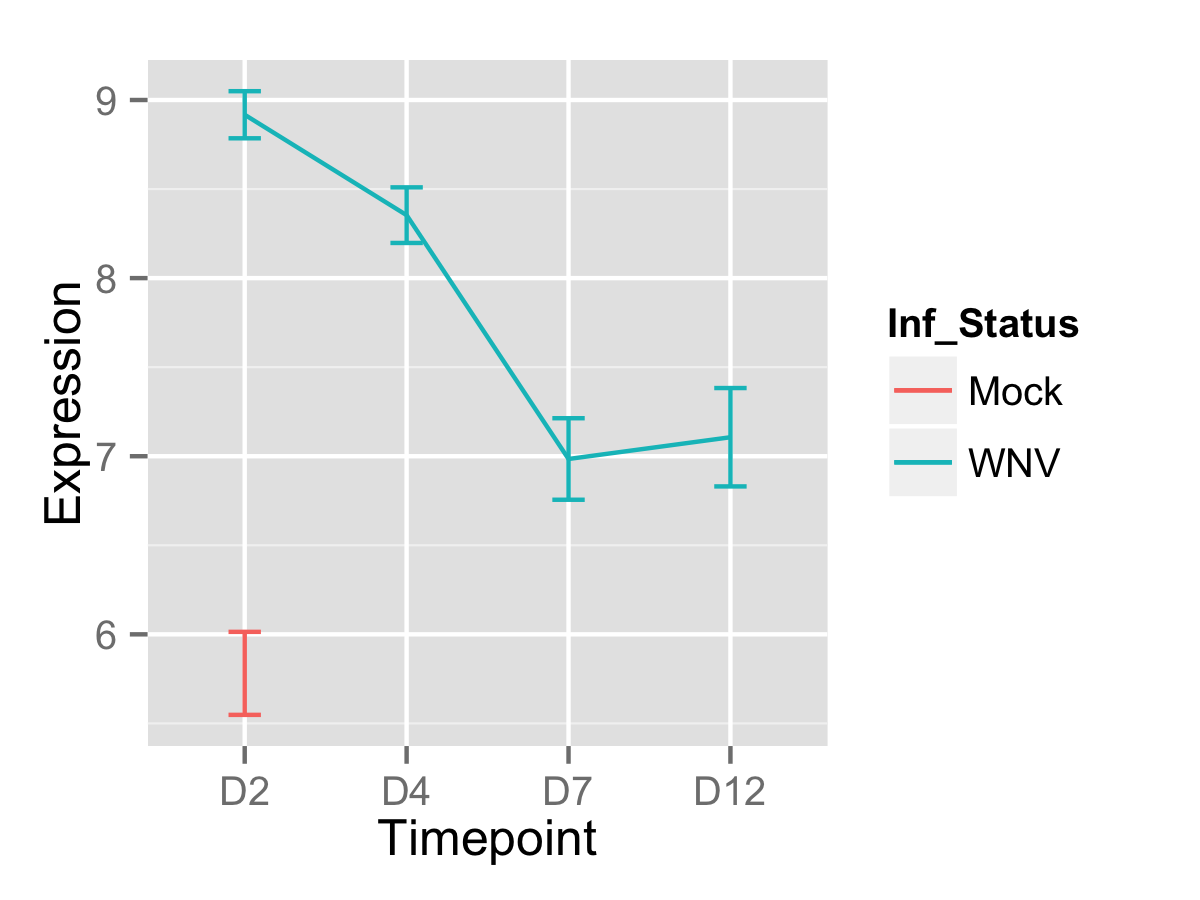 9
8
7
6
Expression
D2 D4 D7 D12
Timepoint
Inf_Status
Mock
WNV